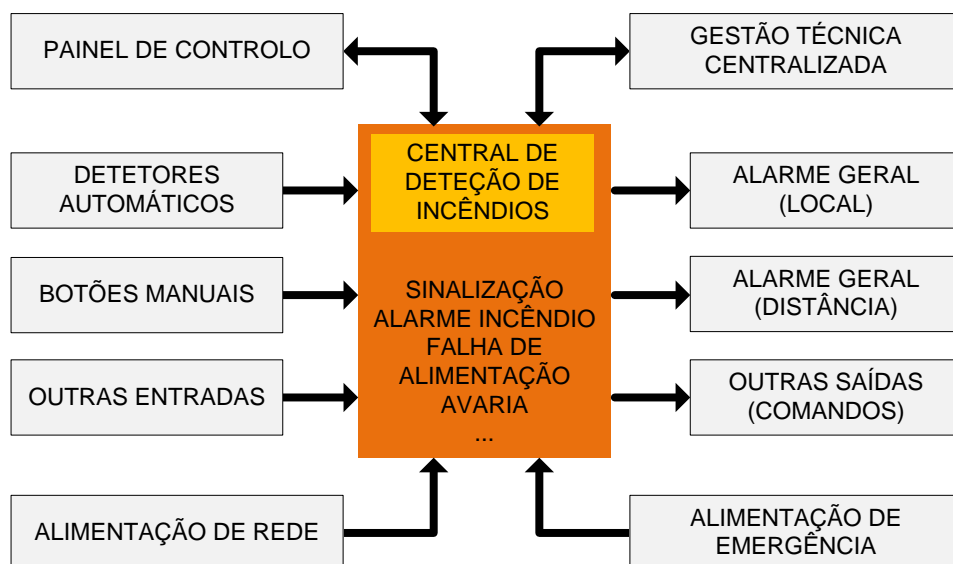 PAINEL DE CONTROLO
GESTÃO TÉCNICA
CENTRALIZADA
DETETORES
AUTOMÁTICOS
CENTRAL DE
DETEÇÃO DE
INCÊNDIOS
ALARME GERAL
(LOCAL)
BOTÕES MANUAIS
SINALIZAÇÃO
ALARME INCÊNDIO
FALHA DE
ALIMENTAÇÃO
AVARIA
...
ALARME GERAL
(DISTÂNCIA)
OUTRAS ENTRADAS
OUTRAS SAÍDAS
(COMANDOS)
ALIMENTAÇÃO DE REDE
ALIMENTAÇÃO DE
EMERGÊNCIA